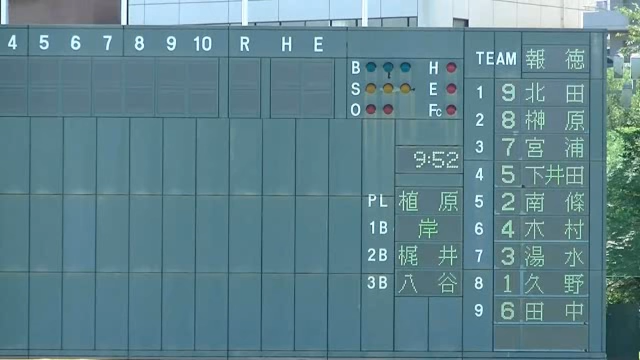 4 5 6 7 8 9 10 R H E
B H
S E
O Fc
9:52
PL 植原
1B 岸
2B 梶井
3B 八谷
TEAM 報徳
1 9 北田
2 8 榊原
3 7 宮浦
4 5 下井田
5 2 南條
6 4 木村
7 3 湯水
8 1 久野
9 6 田中